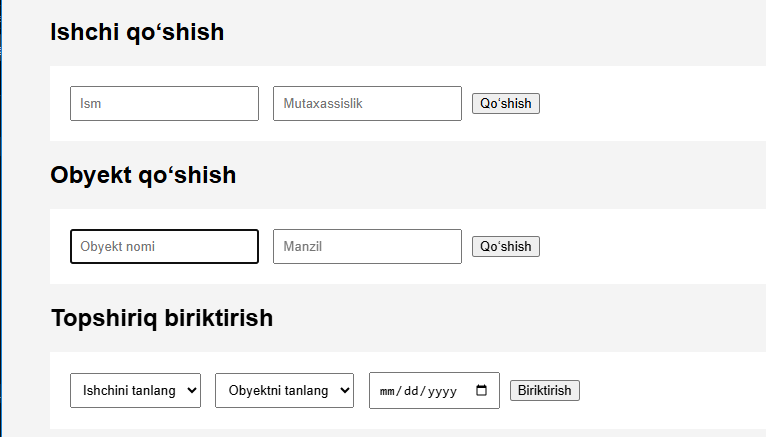 Ishchi qo‘shish
Ism Mutaxassislik Qo‘shish
Obyekt qo‘shish
Obyekt nomi Manzil Qo‘shish
Topshiriq biriktirish
Ishchini tanlang Obyektni tanlang mm/dd/yyyy Biriktirish